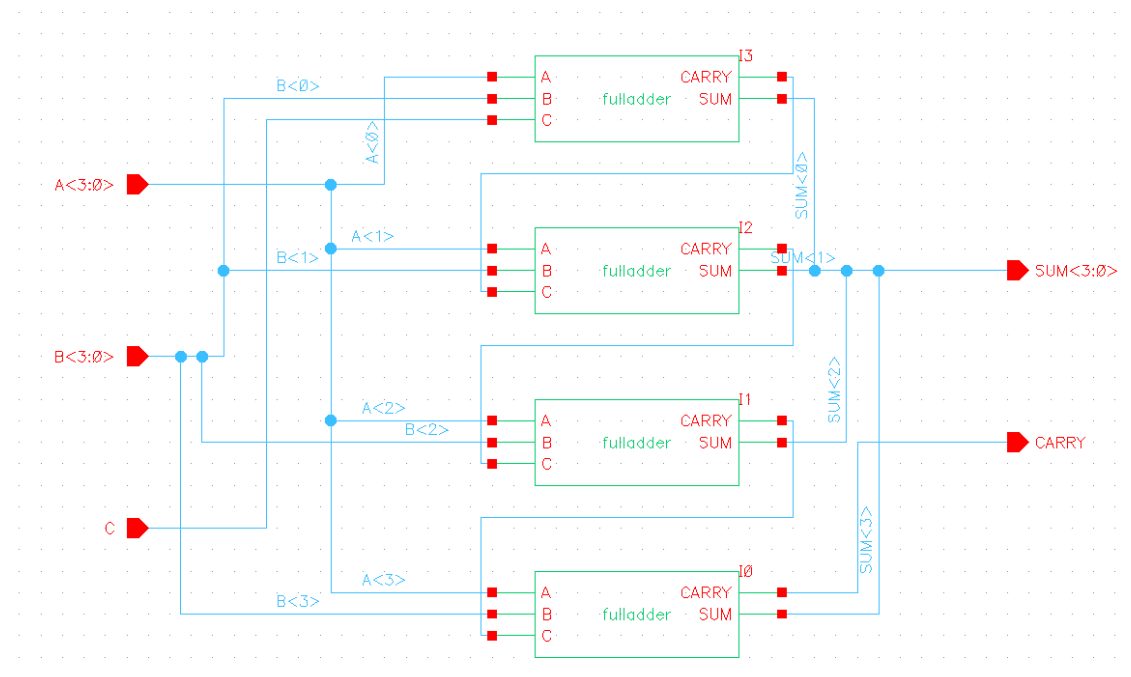 I3
B<0>
A
CARRY
B
fulladder
SUM
C
A<0>
A<3:0>
SUM<0>
I2
A<1>
A
CARRY
B<1>
B
fulladder
SUM
SUM<1>
SUM<3:0>
C
B<3:0>
SUM<2>
I1
A<2>
A
CARRY
B<2>
B
fulladder
SUM
CARRY
C
C
SUM<3>
I0
A<3>
A
CARRY
B<3>
B
fulladder
SUM
C